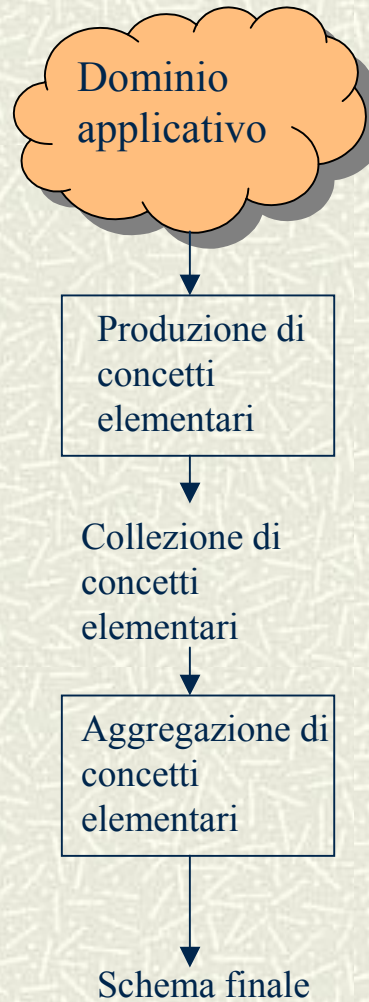 Dominio
applicativo
Produzione di
concetti
elementari
Collezione di
concetti
elementari
Aggregazione di
concetti
elementari
Schema finale